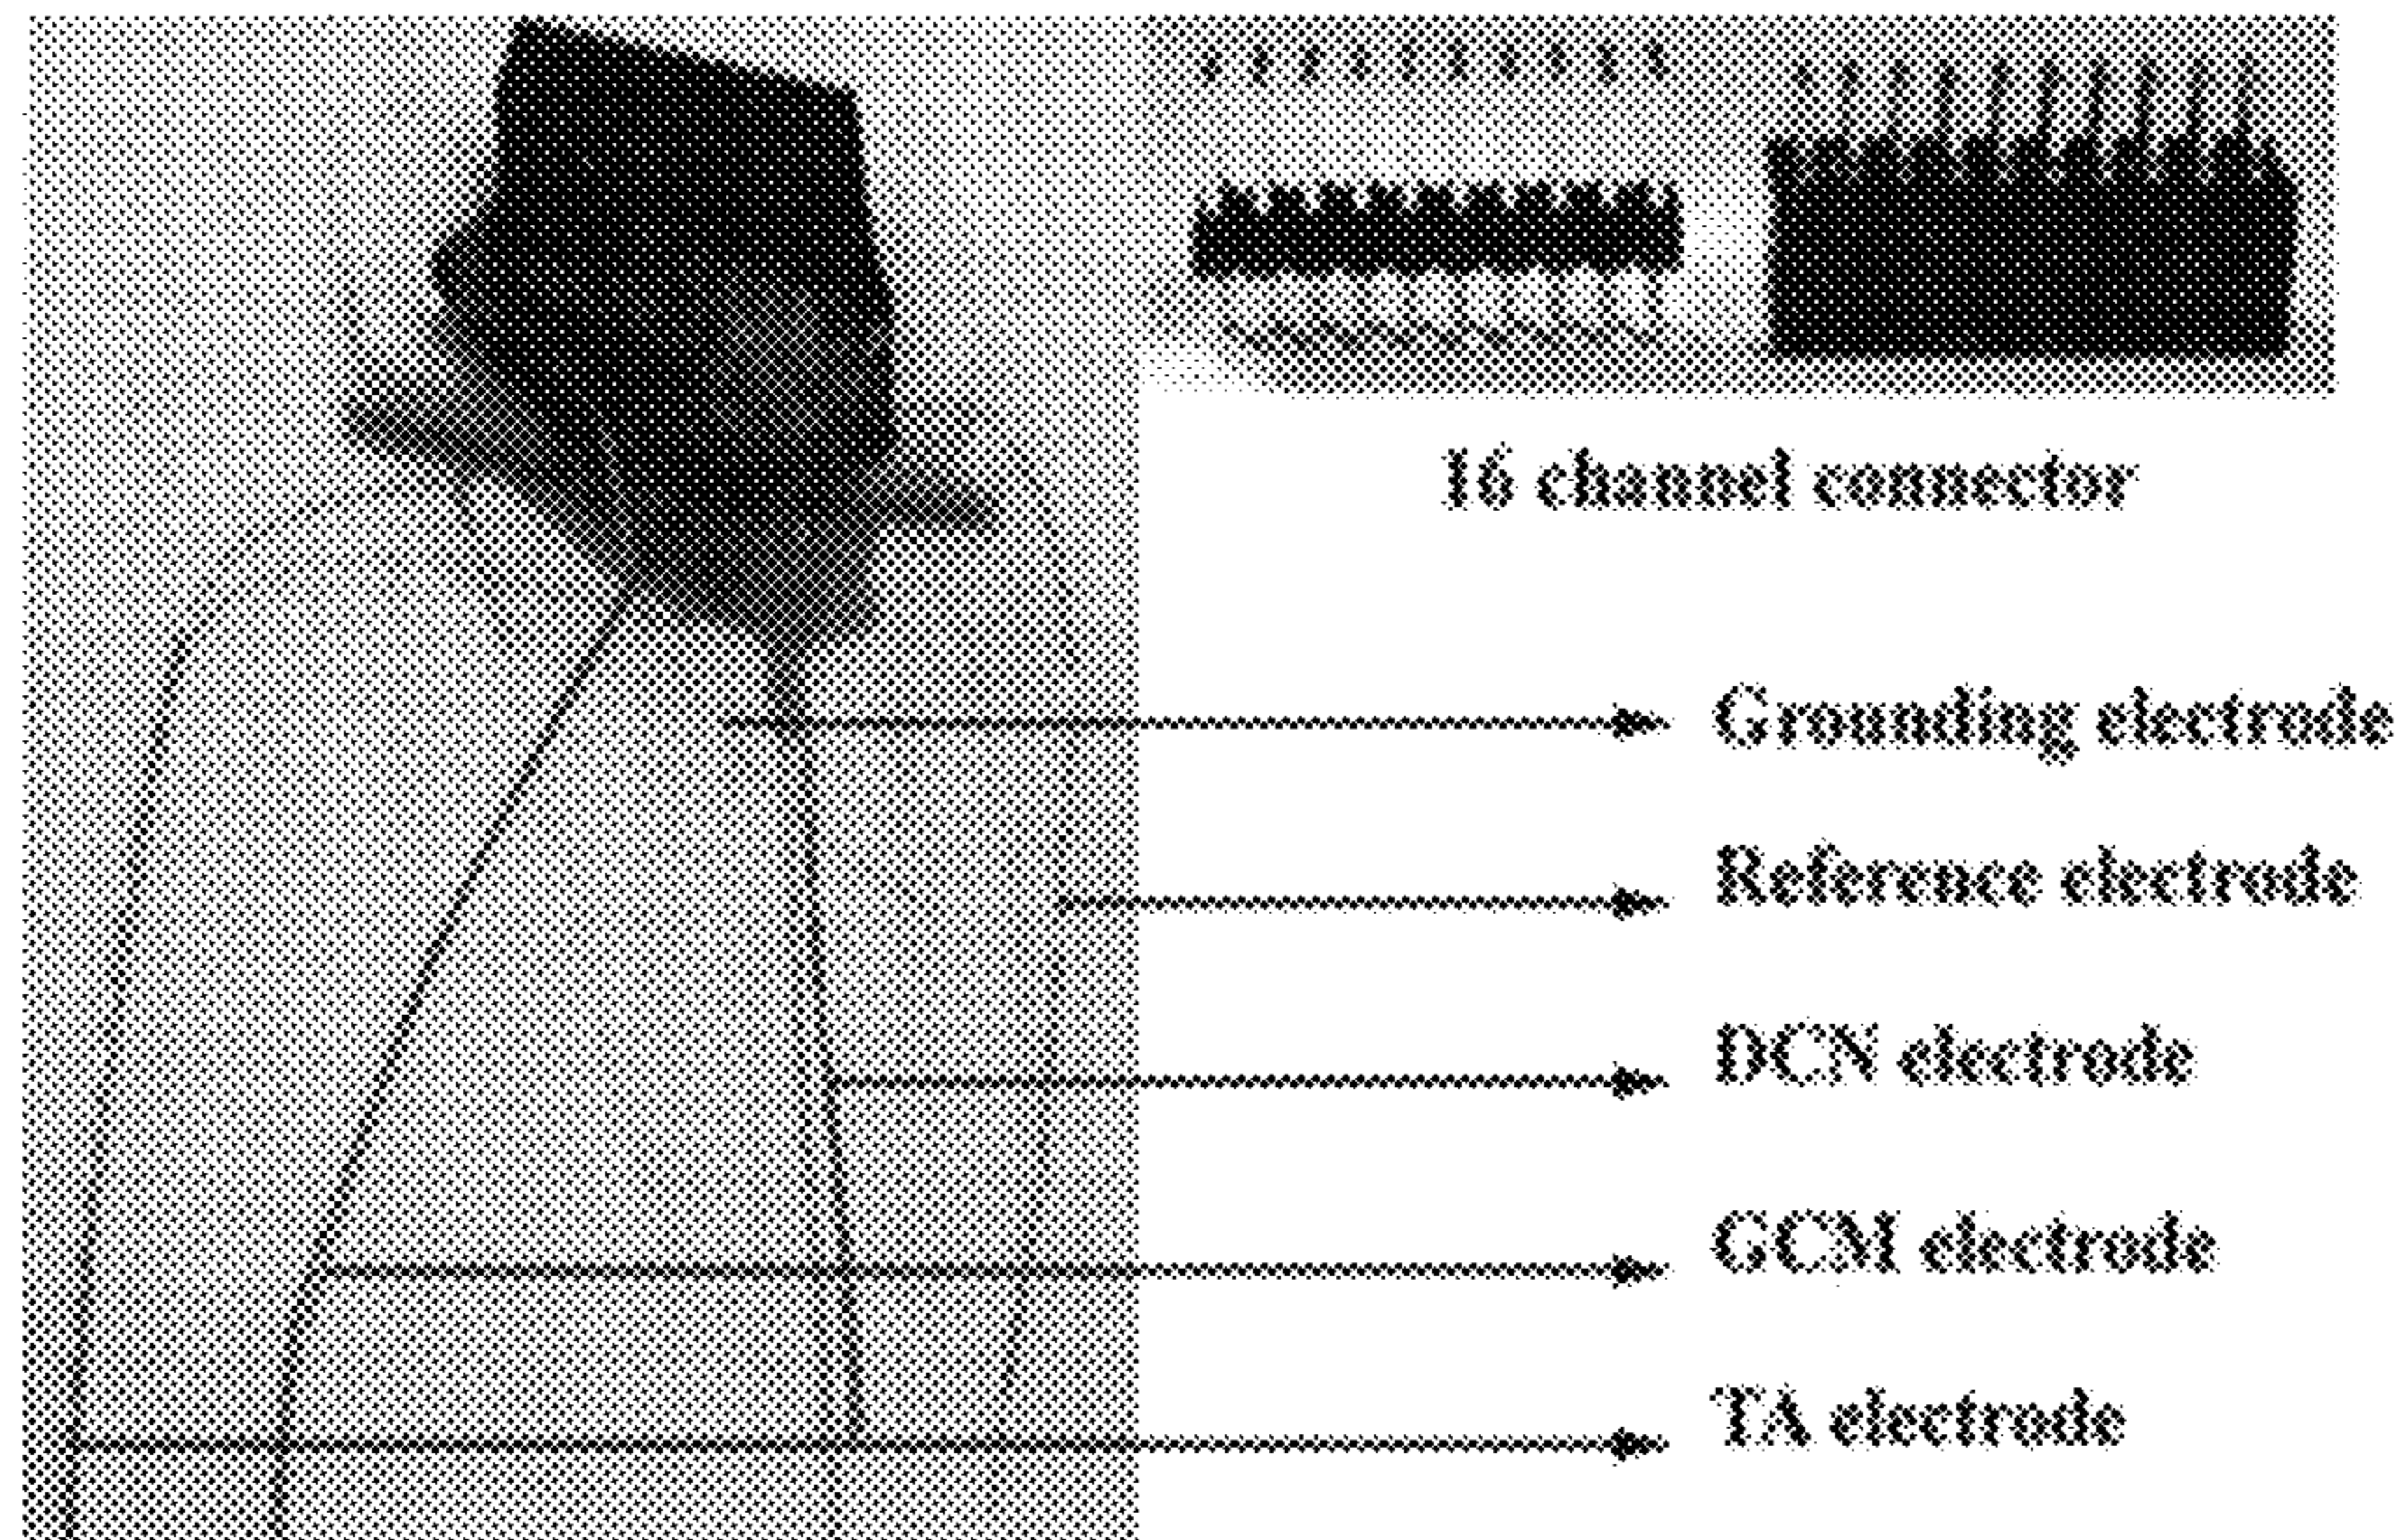 16 channel connector
Grounding electrode
Reference electrode
DCN electrode
GCM electrode
TA electrode